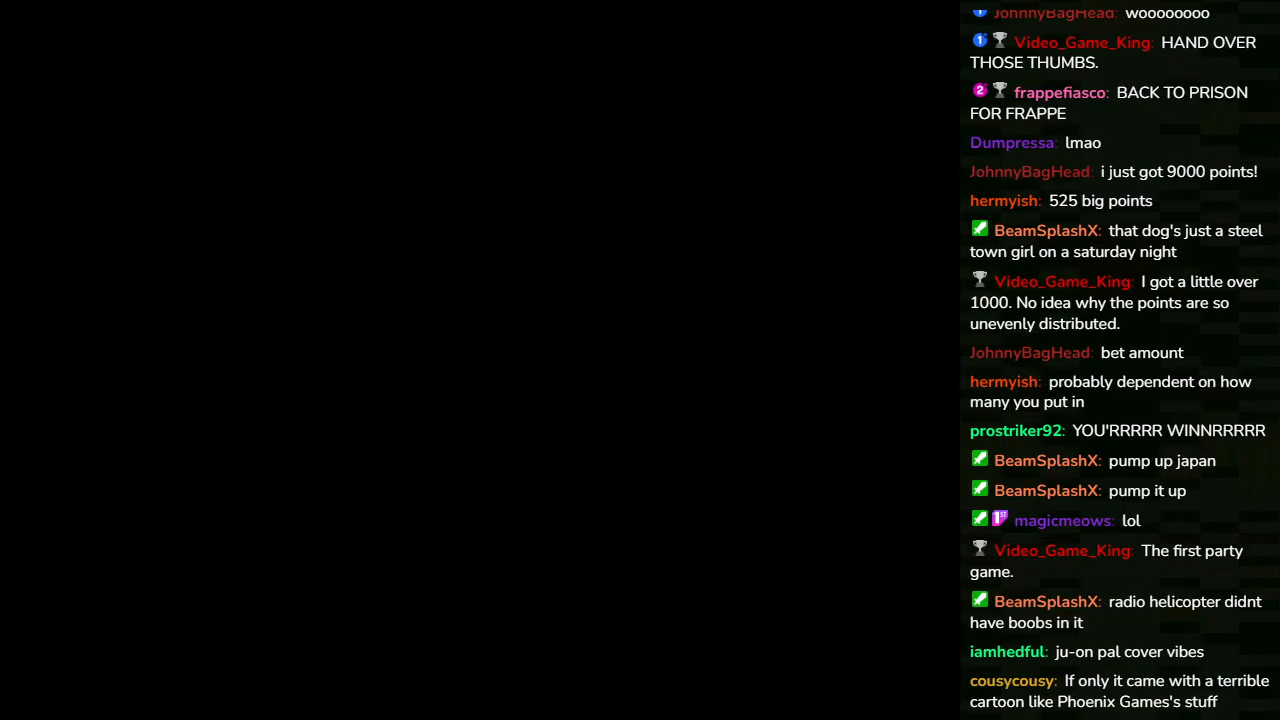 JohnnyBagHead: woooooooo
1 Video_Game_King: HAND OVER
THOSE THUMBS.
2 frappefiasco: BACK TO PRISON
FOR FRAPPE
Dumpressa: lmao
JohnnyBagHead: i just got 9000 points!
hermyish: 525 big points
BeamSplashX: that dog's just a steel
town girl on a saturday night
Video_Game_King: I got a little over
1000. No idea why the points are so
unevenly distributed.
JohnnyBagHead: bet amount
hermyish: probably dependent on how
many you put in
prostriker92: YOU'RRRRR WINNRRRRR
BeamSplashX: pump up japan
BeamSplashX: pump it up
1ST magicmeows: lol
Video_Game_King: The first party
game.
BeamSplashX: radio helicopter didnt
have boobs in it
iamhedful: ju-on pal cover vibes
cousycousy: If only it came with a terrible
cartoon like Phoenix Games's stuff